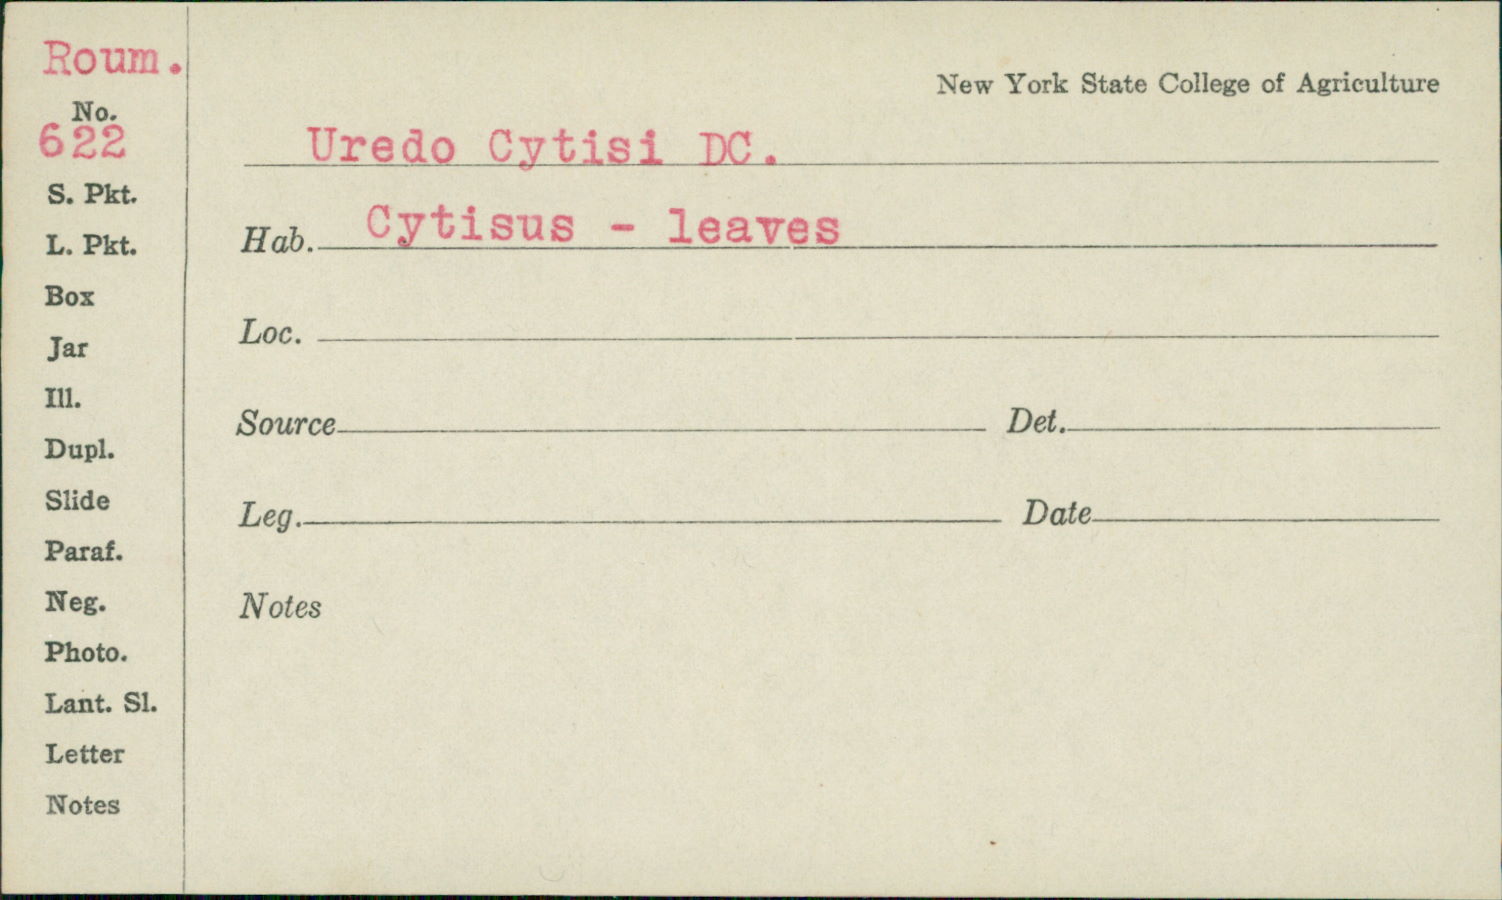 Roum.
No.
622
S. Pkt.
L. Pkt.
Box
Jar
Ill.
Dupl.
Slide
Paraf.
Neg.
Photo.
Lant. Sl.
Letter
Notes
New York State College of Agriculture
Uredo Cytisi DC.
Hab. Cytisus - leaves
Loc.
Source Det.
Leg. Date
Notes